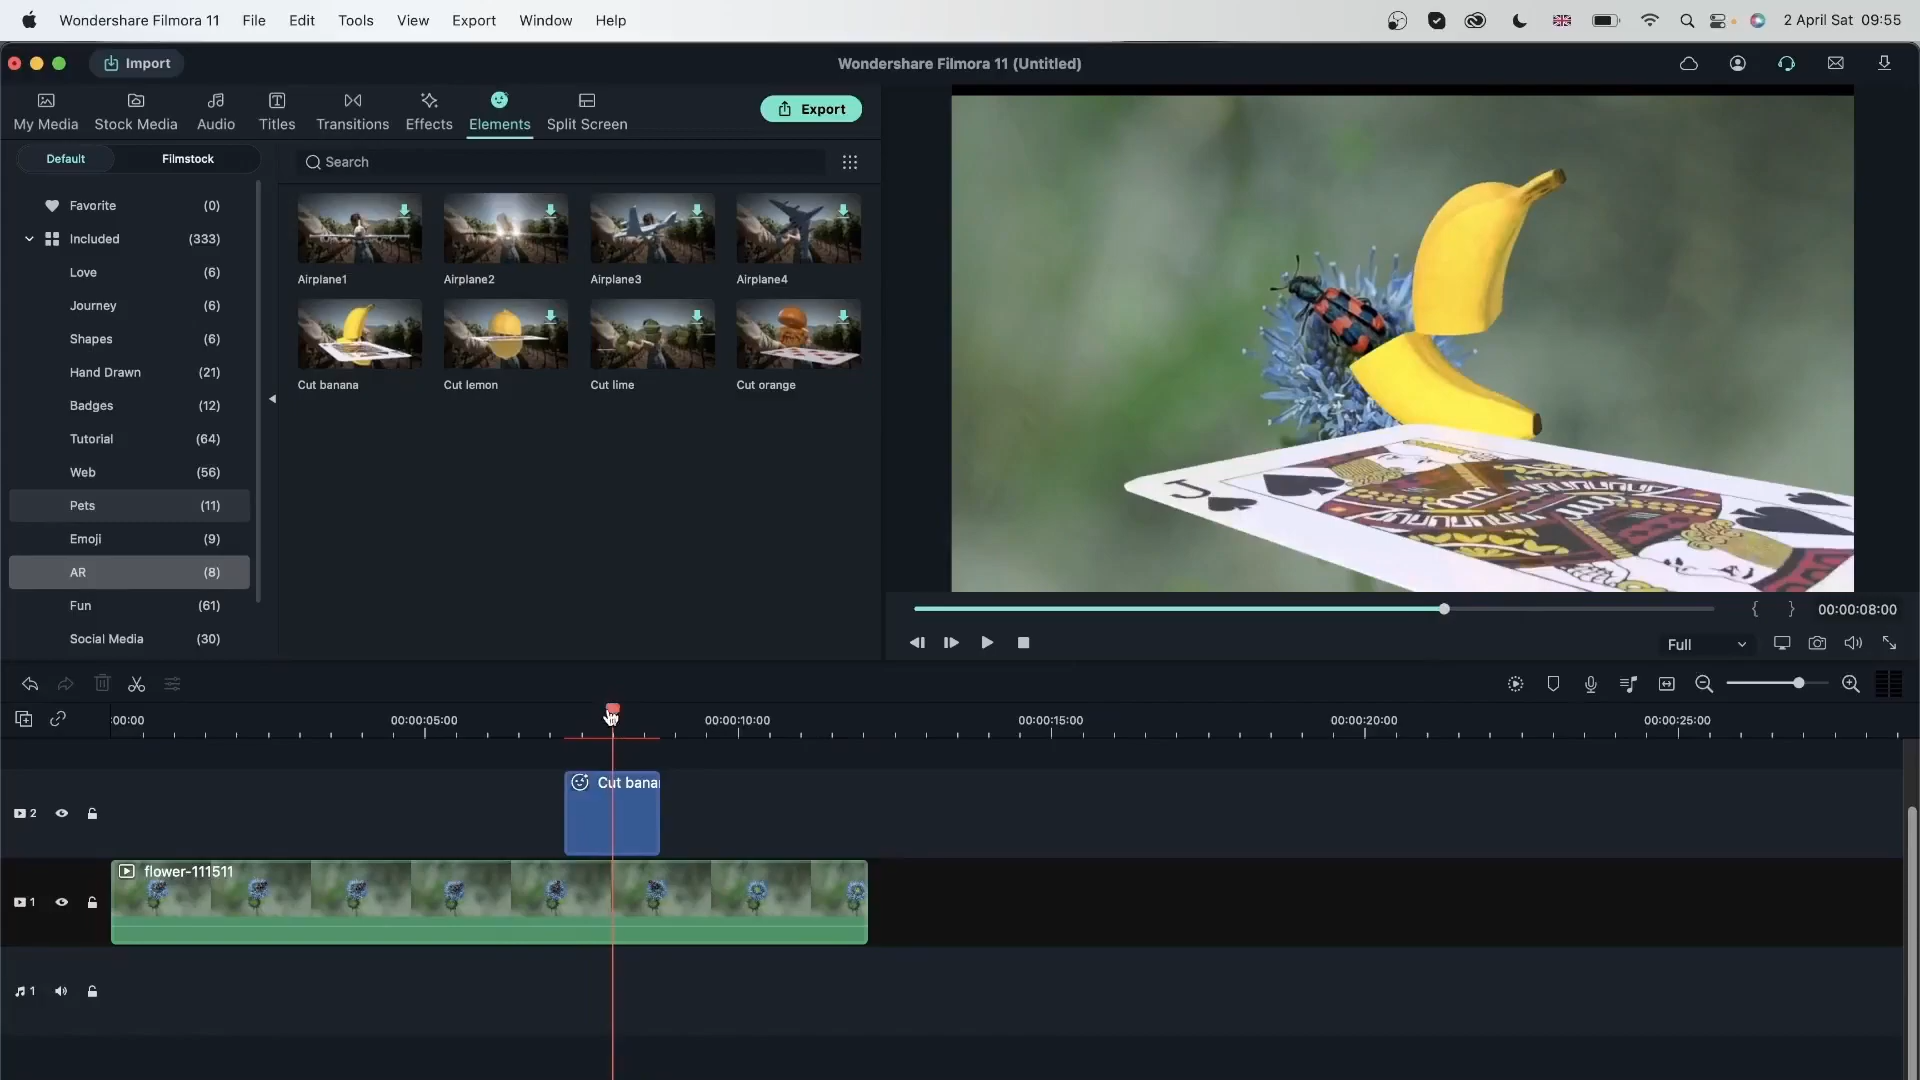 Wondershare Filmora 11 File Edit Tools View Export Window Help 2 April Sat 09:55
Import Wondershare Filmora 11 (Untitled)
My Media Stock Media Audio Titles Transitions Effects Elements Split Screen Export
Default Filmstock Search
Favorite (0)
Included (333)
Love (6)
Journey (6)
Shapes (6)
Hand Drawn (21)
Badges (12)
Tutorial (64)
Web (56)
Pets (11)
Emoji (9)
AR (8)
Fun (61)
Social Media (30)
Airplane1 Airplane2 Airplane3 Airplane4
Cut banana Cut lemon Cut lime Cut orange
J
{ } 00:00:08:00
Full
:00:00 00:00:05:00 00:00:10:00 00:00:15:00 00:00:20:00 00:00:25:00
Cut bana
2
flower-111511
1
1